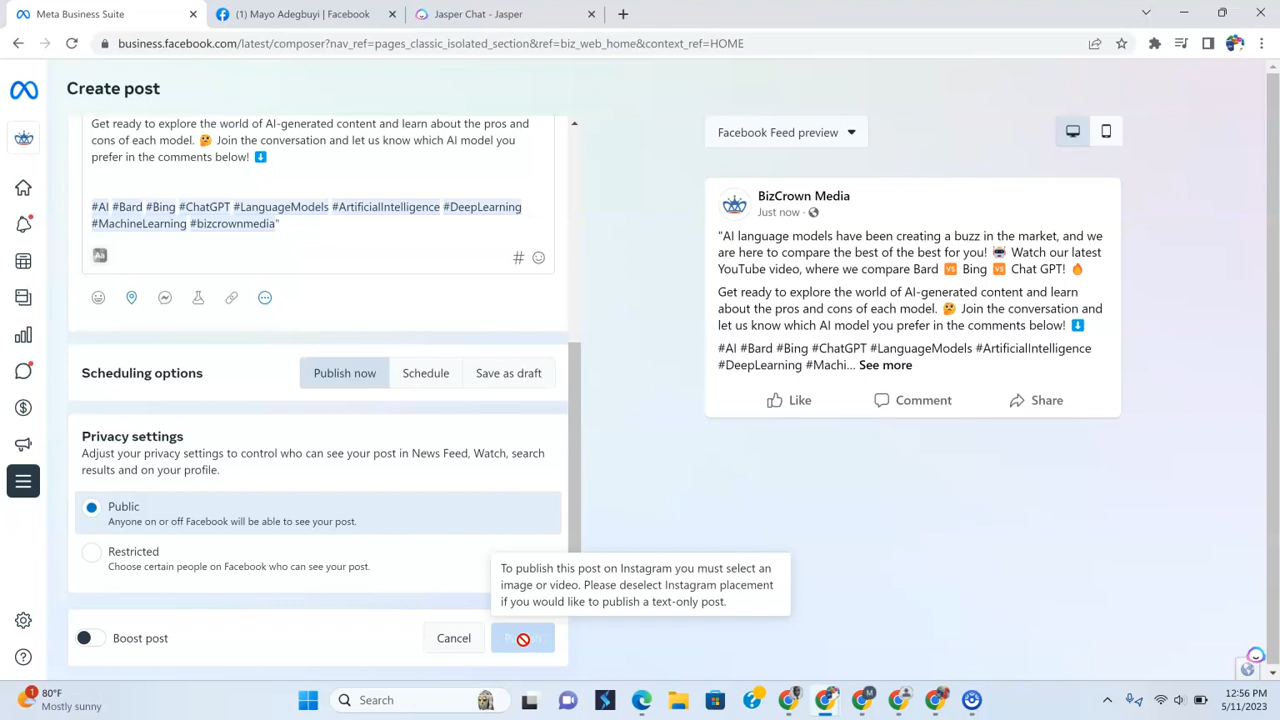 Meta Business Suite
(1) Mayo Adegbuyi | Facebook
Jasper Chat - Jasper
business.facebook.com/latest/composer?nav_ref=pages_classic_isolated_section&ref=biz_web_home&context_ref=HOME
Create post
Get ready to explore the world of AI-generated content and learn about the pros and
cons of each model. 🤔 Join the conversation and let us know which AI model you
prefer in the comments below! ⬇️
#AI #Bard #Bing #ChatGPT #LanguageModels #ArtificialIntelligence #DeepLearning
#MachineLearning #bizcrownmedia"
Scheduling options
Publish now
Schedule
Save as draft
Privacy settings
Adjust your privacy settings to control who can see your post in News Feed, Watch, search
results and on your profile.
Public
Anyone on or off Facebook will be able to see your post.
Restricted
Choose certain people on Facebook who can see your post.
To publish this post on Instagram you must select an
image or video. Please deselect Instagram placement
if you would like to publish a text-only post.
Boost post
Cancel
Facebook Feed preview
BizCrown Media
Just now
"AI language models have been creating a buzz in the market, and we
are here to compare the best of the best for you! 🤖 Watch our latest
YouTube video, where we compare Bard 🆚 Bing 🆚 Chat GPT! 🔥
Get ready to explore the world of AI-generated content and learn
about the pros and cons of each model. 🤔 Join the conversation and
let us know which AI model you prefer in the comments below! ⬇️
#AI #Bard #Bing #ChatGPT #LanguageModels #ArtificialIntelligence
#DeepLearning #Machi... See more
Like
Comment
Share
1
80°F
Mostly sunny
Search
12:56 PM
5/11/2023